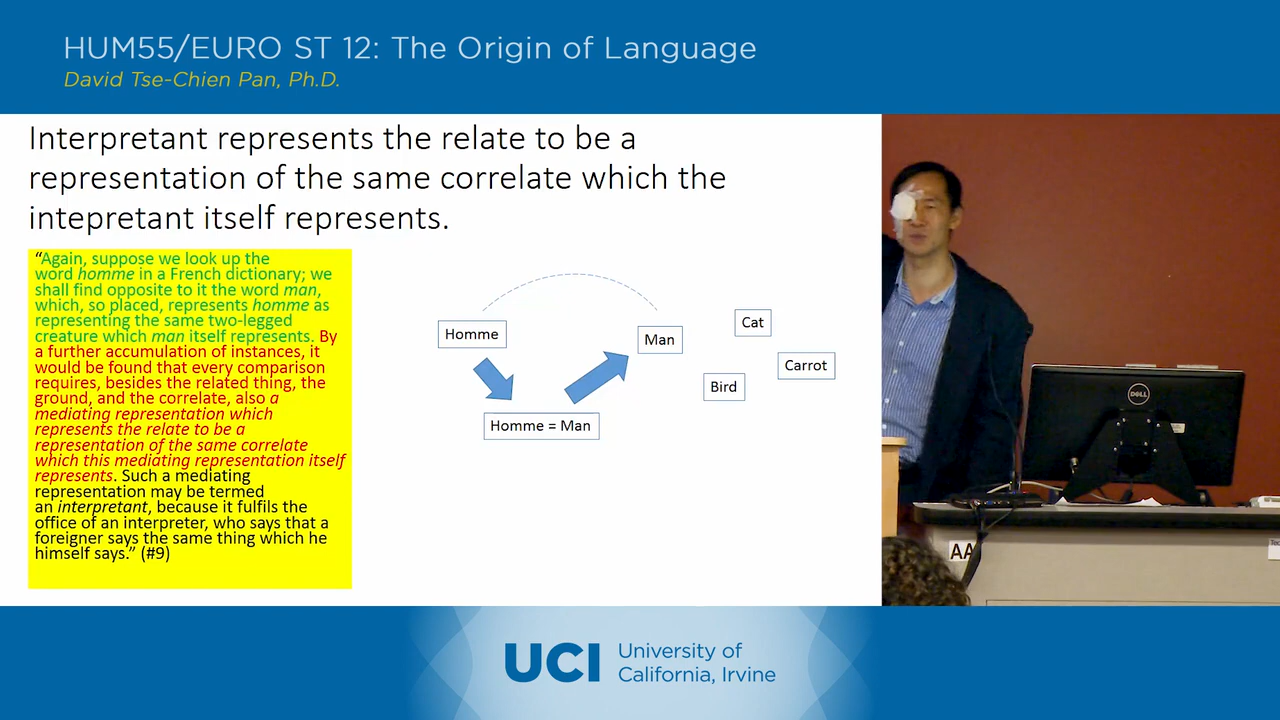 HUM55/EURO ST 12: The Origin of Language
David Tse-Chien Pan, Ph.D.
Interpretant represents the relate to be a
representation of the same correlate which the
intepretant itself represents.
“Again, suppose we look up the
word homme in a French dictionary; we
shall find opposite to it the word man,
which, so placed, represents homme as
representing the same two-legged
creature which man itself represents. By
a further accumulation of instances, it
would be found that every comparison
requires, besides the related thing, the
ground, and the correlate, also a
mediating representation which
represents the relate to be a
representation of the same correlate
which this mediating representation itself
represents. Such a mediating
representation may be termed
an interpretant, because it fulfils the
office of an interpreter, who says that a
foreigner says the same thing which he
himself says.” (#9)
Homme
Man
Cat
Carrot
Bird
Homme = Man
DELL
AA
UCI
University of
California, Irvine